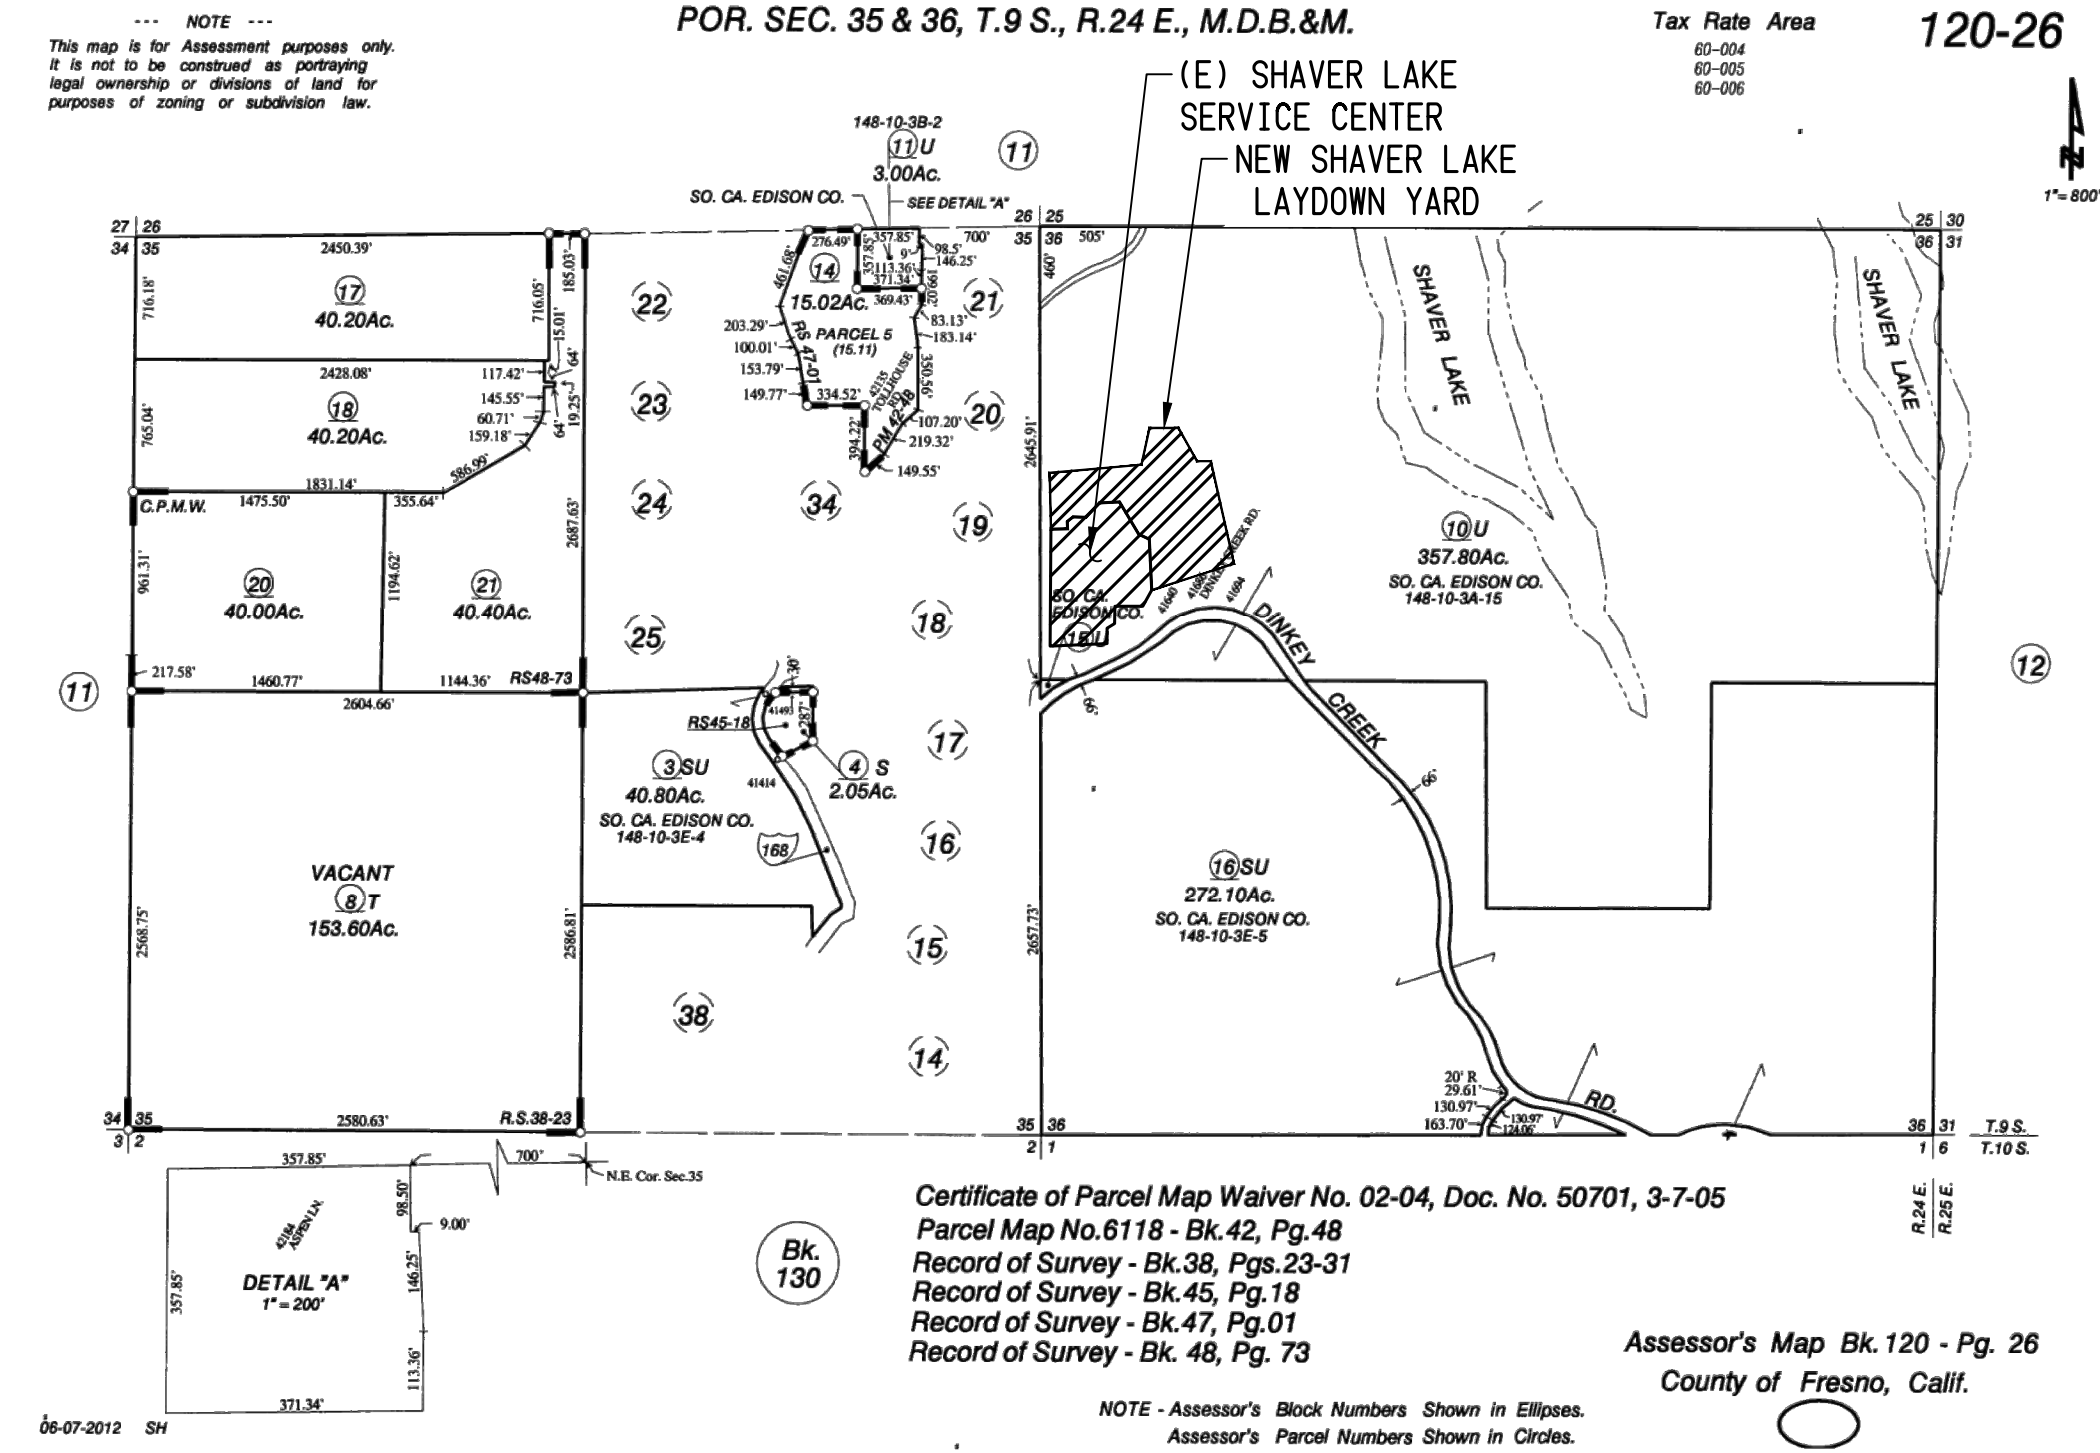 --- NOTE ---
This map is for Assessment purposes only.
It is not to be construed as portraying
legal ownership or divisions of land for
purposes of zoning or subdivision law.
POR. SEC. 35 & 36, T.9 S., R.24 E., M.D.B.&M.
Tax Rate Area
60-004
60-005
60-006
120-26
1"=800'
(E) SHAVER LAKE
SERVICE CENTER
NEW SHAVER LAKE
LAYDOWN YARD
148-10-3B-2
11 U
3.00Ac.
11
SO. CA. EDISON CO.
SEE DETAIL "A"
27 26
34 35
2450.39'
716.18'
17
40.20Ac.
716.05'
185.03'
15.01'
64'
2428.08'
117.42'
18
40.20Ac.
765.04'
145.55'
60.71'
159.18'
64'
19.25'
586.99'
1831.14'
C.P.M.W.
1475.50'
355.64'
2687.63'
961.31'
20
40.00Ac.
1194.62'
21
40.40Ac.
217.58'
1460.77'
1144.36'
RS48-73
2604.66'
11
VACANT
8 T
153.60Ac.
2568.75'
2586.81'
2580.63'
R.S.38-23
34 35
3 2
22
23
24
25
276.49'
357.85'
357.85'
9'
98.5'
700'
146.25'
113.36'
371.34'
199.02'
461.68'
14
15.02Ac.
369.43'
21
203.29'
100.01'
153.79'
149.77'
RS 47-01
PARCEL 5
(15.11)
83.13'
183.14'
350.56'
334.52'
42135
TOLLHOUSE
RD.
PM 42-48
394.22'
107.20'
219.32'
149.55'
20
34
19
18
17
16
15
14
38
30'
41493
287'
RS45-18
3 SU
40.80Ac.
SO. CA. EDISON CO.
148-10-3E-4
41414
4 S
2.05Ac.
168
26 25
35 36
505'
460'
2645.91'
SO. CA.
EDISON CO.
15 U
41640
41688
DINKEY CREEK RD.
41694
66'
DINKEY
CREEK
66'
RD.
10 U
357.80Ac.
SO. CA. EDISON CO.
148-10-3A-15
SHAVER LAKE
SHAVER LAKE
25 30
36 31
12
16 SU
272.10Ac.
SO. CA. EDISON CO.
148-10-3E-5
2657.73'
20' R
29.61'
130.97'
163.70'
130.97'
124.06'
35 36
2 1
36 31
1 6
T.9 S.
T.10 S.
R.24 E.
R.25 E.
357.85'
700'
N.E. Cor. Sec.35
98.50'
9.00'
42184
ASPEN LN.
146.25'
357.85'
DETAIL "A"
1" = 200'
113.36'
371.34'
06-07-2012 SH
Bk.
130
Certificate of Parcel Map Waiver No. 02-04, Doc. No. 50701, 3-7-05
Parcel Map No.6118 - Bk.42, Pg.48
Record of Survey - Bk.38, Pgs.23-31
Record of Survey - Bk.45, Pg.18
Record of Survey - Bk.47, Pg.01
Record of Survey - Bk. 48, Pg. 73
Assessor's Map Bk. 120 - Pg. 26
County of Fresno, Calif.
NOTE - Assessor's Block Numbers Shown in Ellipses.
Assessor's Parcel Numbers Shown in Circles.